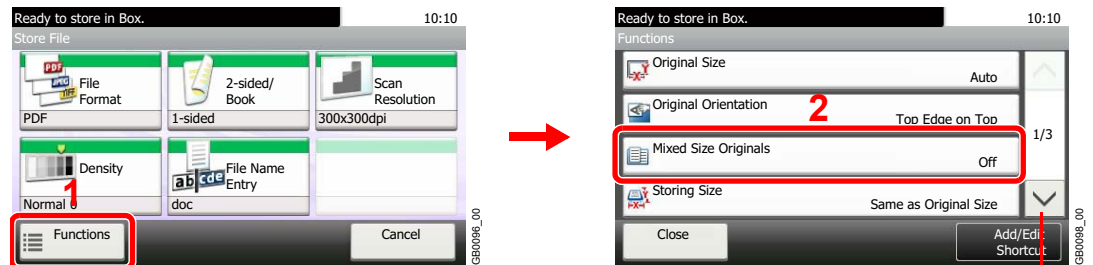 Ready to store in Box.
10:10
Store File
PDF
JPEG
TIFF
File
Format
PDF
2-sided/
Book
1-sided
Scan
Resolution
300x300dpi
Density
Normal 0
1
ab cde
File Name
Entry
doc
Functions
Cancel
GB0096_00
Ready to store in Box.
10:10
Functions
X Y
Original Size
Auto
Original Orientation
Top Edge on Top
2
1/3
Mixed Size Originals
Off
Storing Size
Same as Original Size
Close
Add/Edit
Shortcut
GB0098_00